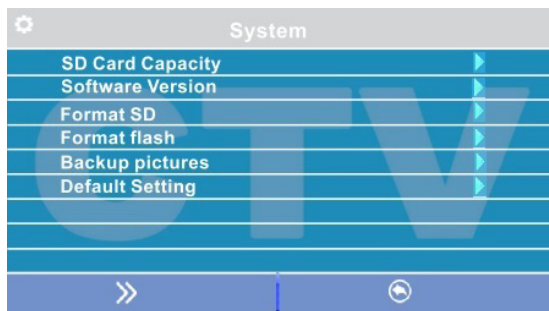 System
SD Card Capacity
Software Version
Format SD
Format flash
Backup pictures
Default Setting
CTV